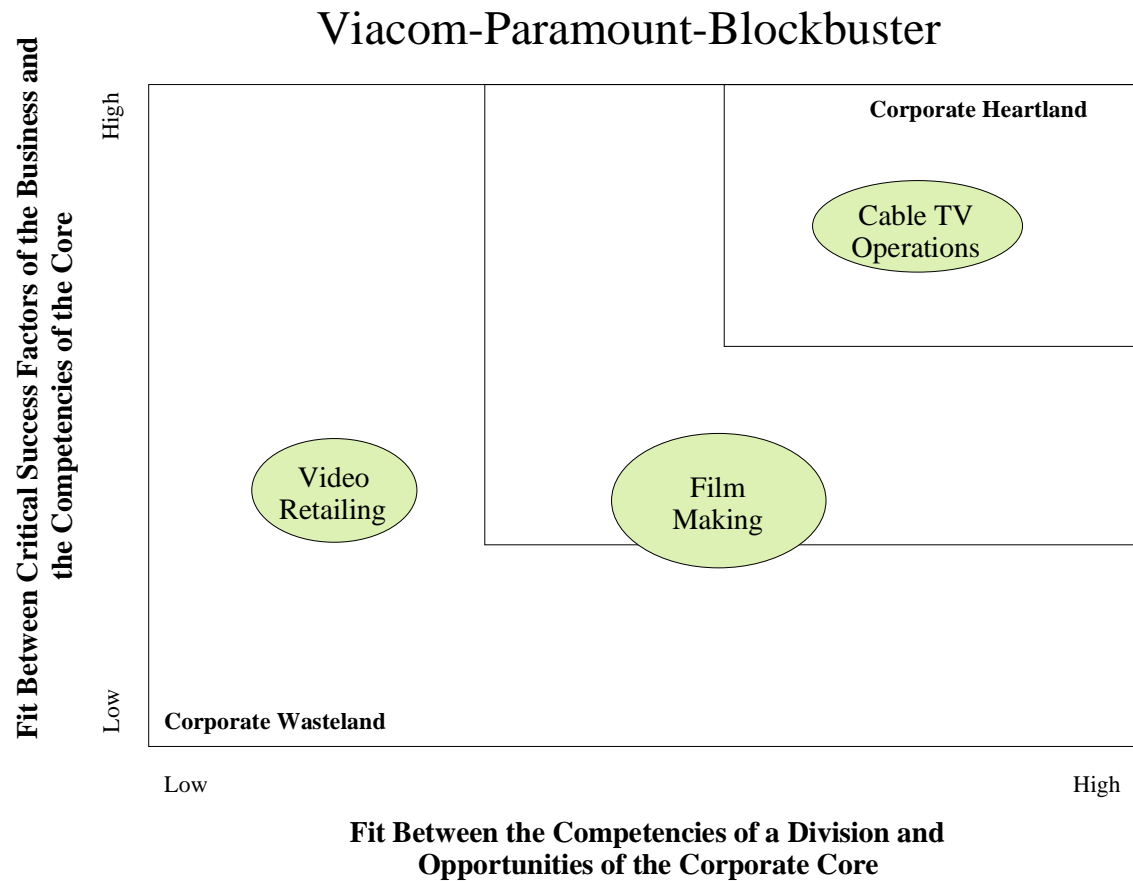 Viacom-Paramount-Blockbuster
Fit Between Critical Success Factors of the Business and
the Competencies of the Core
High
Corporate Heartland
Cable TV
Operations
Video
Retailing
Film
Making
Low
Corporate Wasteland
Low
High
Fit Between the Competencies of a Division and
Opportunities of the Corporate Core